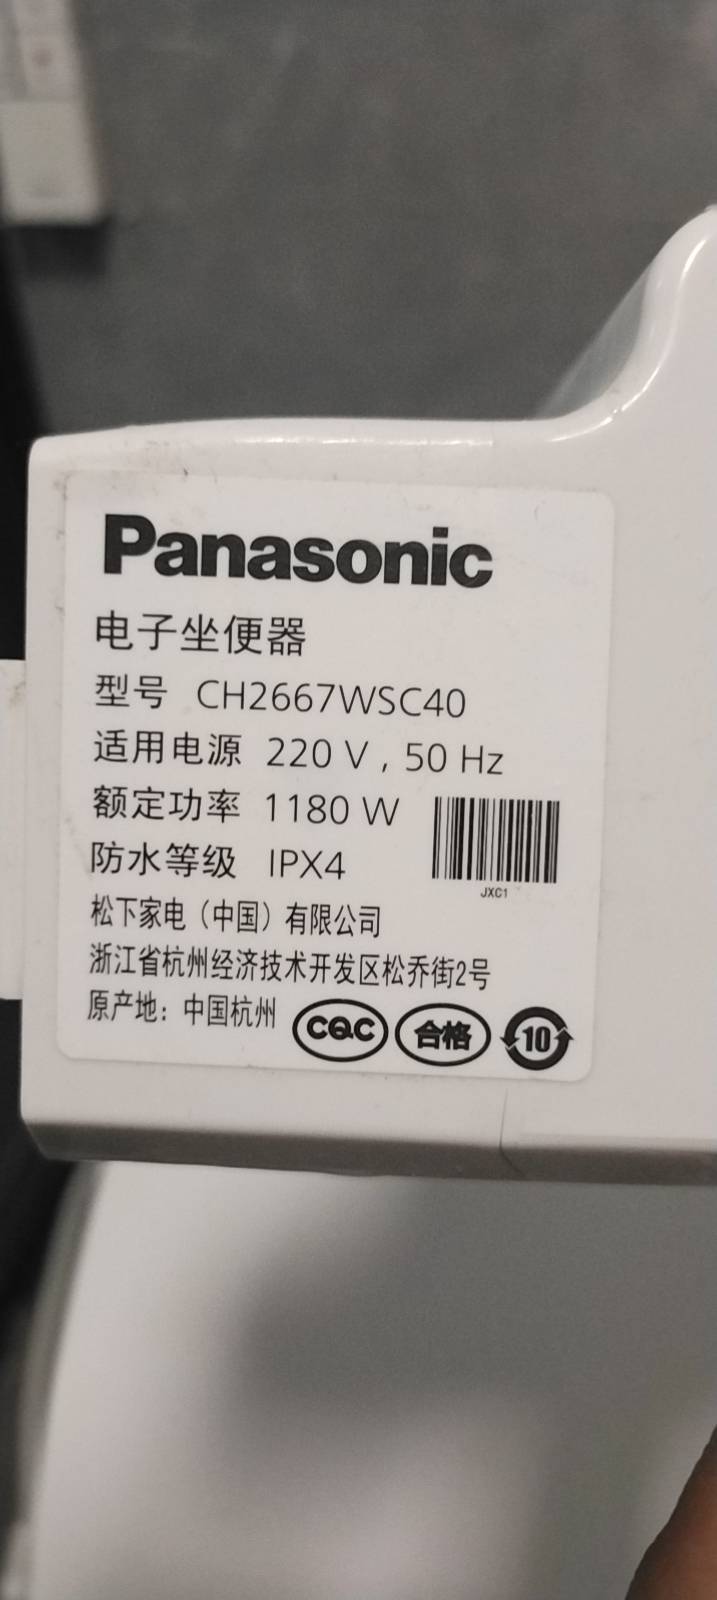 Panasonic
电子坐便器
型号 CH2667WSC40
适用电源 220 V , 50 Hz
额定功率 1180 W
防水等级 IPX4
JXC1
松下家电（中国）有限公司
浙江省杭州经济技术开发区松乔街2号
原产地：中国杭州
CQC 合格 10